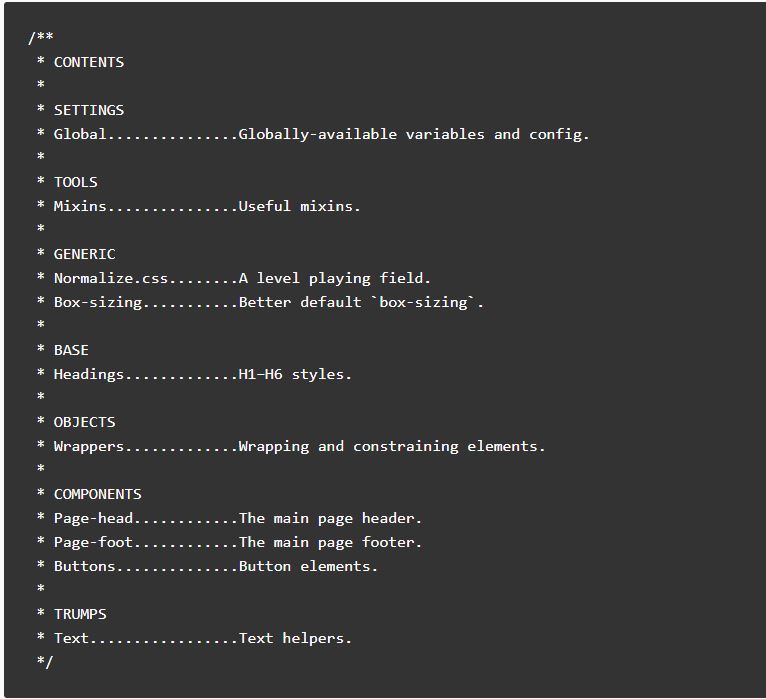 /**
 * CONTENTS
 *
 * SETTINGS
 * Global...............Globally-available variables and config.
 *
 * TOOLS
 * Mixins...............Useful mixins.
 *
 * GENERIC
 * Normalize.css........A level playing field.
 * Box-sizing...........Better default `box-sizing`.
 *
 * BASE
 * Headings.............H1–H6 styles.
 *
 * OBJECTS
 * Wrappers.............Wrapping and constraining elements.
 *
 * COMPONENTS
 * Page-head............The main page header.
 * Page-foot............The main page footer.
 * Buttons..............Button elements.
 *
 * TRUMPS
 * Text.................Text helpers.
 */